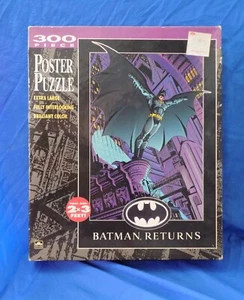 300
PIECE
POSTER
PUZZLE
EXTRA LARGE
FULLY INTERLOCKING
BRILLIANT COLOR
2×3
FEET!
BATMAN RETURNS